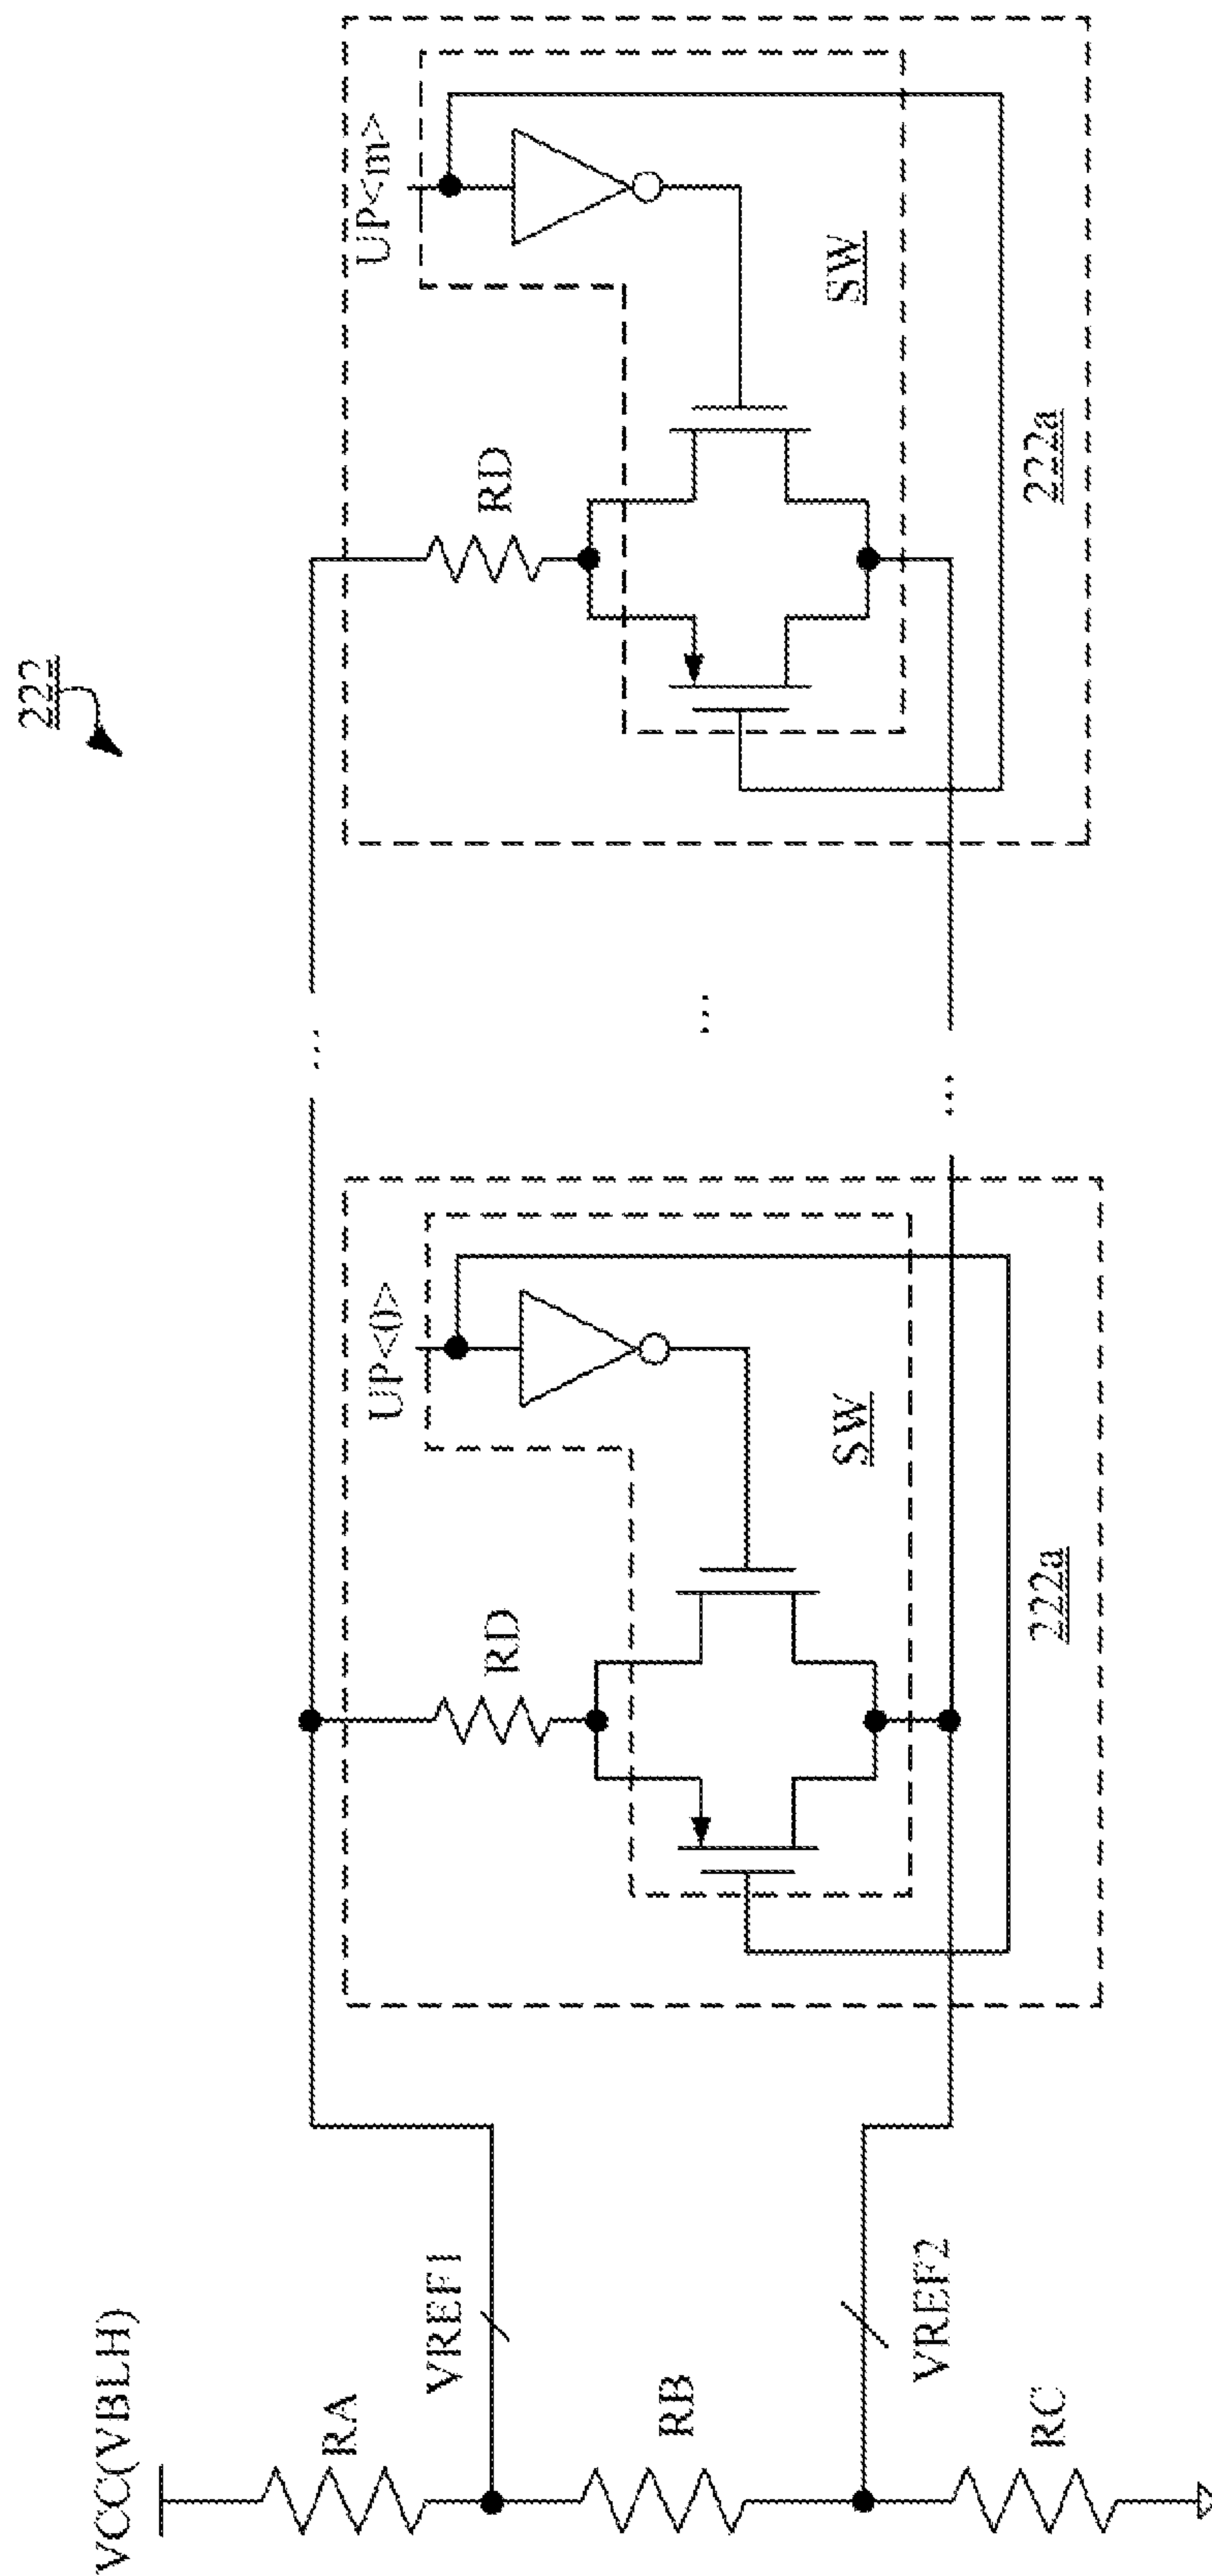 222
VCC(VBLH)
RA
VREF1
RB
VREF2
RC
UP<0>
RD
SW
222a
...
...
...
UP<m>
RD
SW
222a